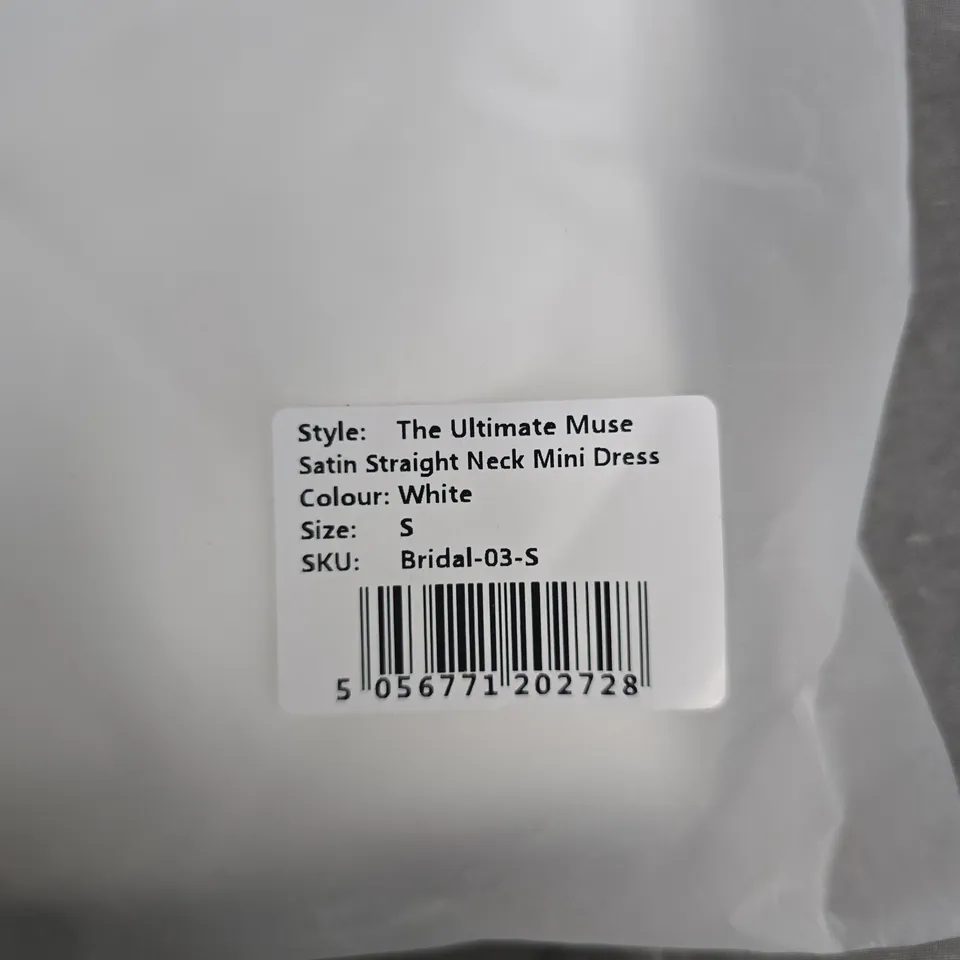 Style: The Ultimate Muse
Satin Straight Neck Mini Dress
Colour: White
Size: S
SKU: Bridal-03-S
5 056771 202728